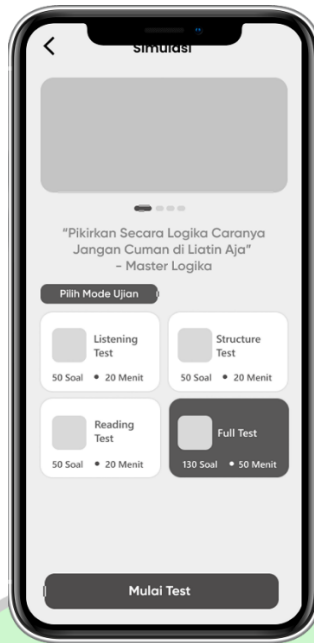 Simulasi
"Pikirkan Secara Logika Caranya
Jangan Cuman di Liatin Aja"
- Master Logika
Pilih Mode Ujian
Listening
Test
50 Soal • 20 Menit
Structure
Test
50 Soal • 20 Menit
Reading
Test
50 Soal • 20 Menit
Full Test
130 Soal • 50 Menit
Mulai Test